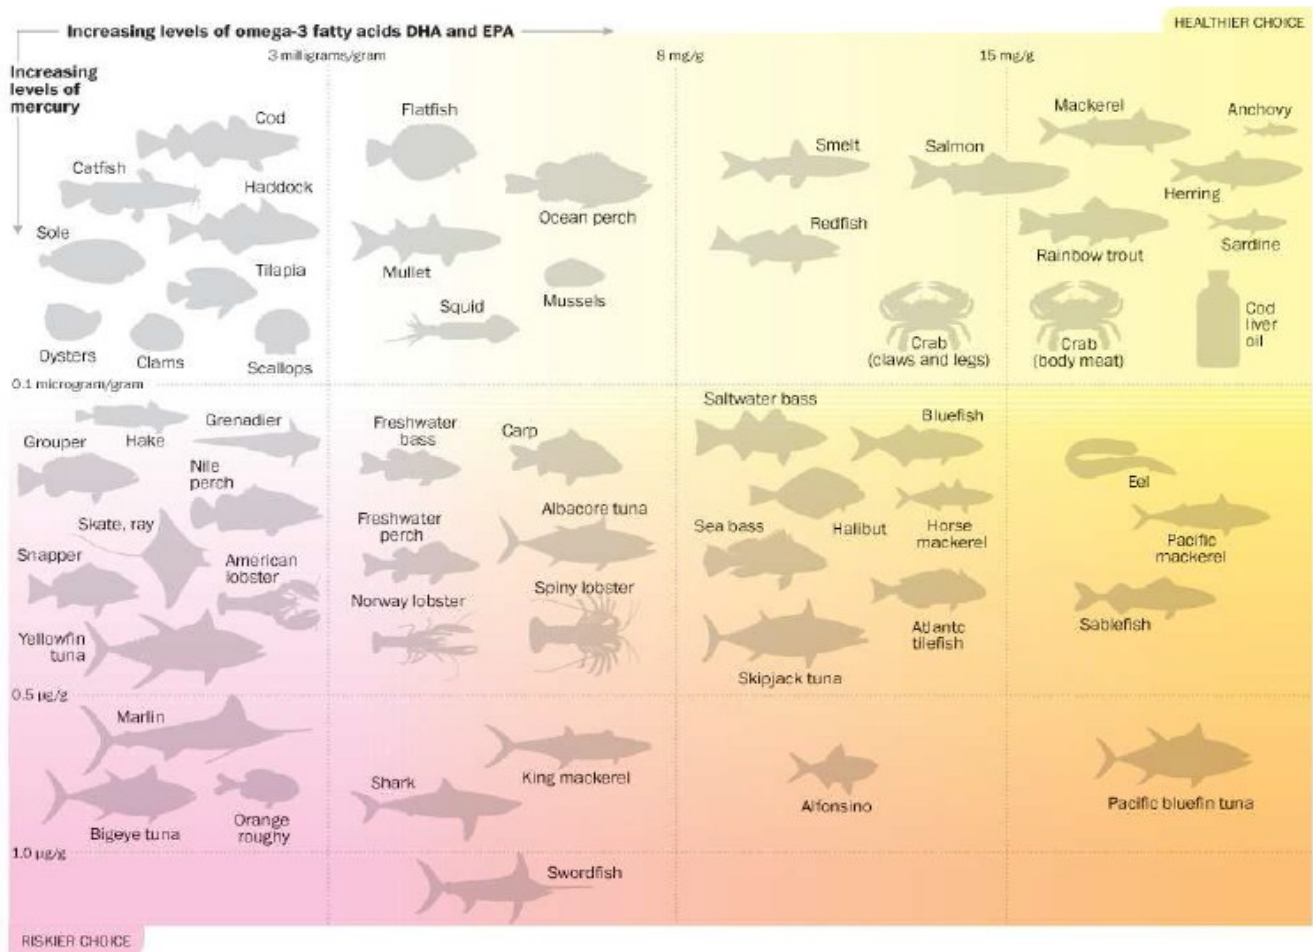 HEALTHIER CHOICE
Increasing levels of omega-3 fatty acids DHA and EPA
3 milligrams/gram
8 mg/g
15 mg/g
Increasing
levels of
mercury
Cod
Flatfish
Mackerel
Anchovy
Catfish
Smelt
Salmon
Haddock
Ocean perch
Herring
Sole
Redfish
Sardine
Rainbow trout
Tilapia
Mullet
Mussels
Squid
Cod
liver
oil
Oysters
Clams
Scallops
Crab
(claws and legs)
Crab
(body meat)
0.1 microgram/gram
Saltwater bass
Bluefish
Grenadier
Freshwater
bass
Carp
Grouper
Hake
Nile
perch
Eel
Albacore tuna
Skate, ray
Freshwater
perch
Sea bass
Halibut
Horse
mackerel
Pacific
mackerel
Snapper
American
lobster
Spiny lobster
Norway lobster
Yellowfin
tuna
Atlantc
tilefish
Sablefish
Skipjack tuna
0.5 µg/g
Marlin
King mackerel
Shark
Alfonsino
Pacific bluefin tuna
Bigeye tuna
Orange
roughy
1.0 µg/g
Swordfish
RISKIER CHOICE